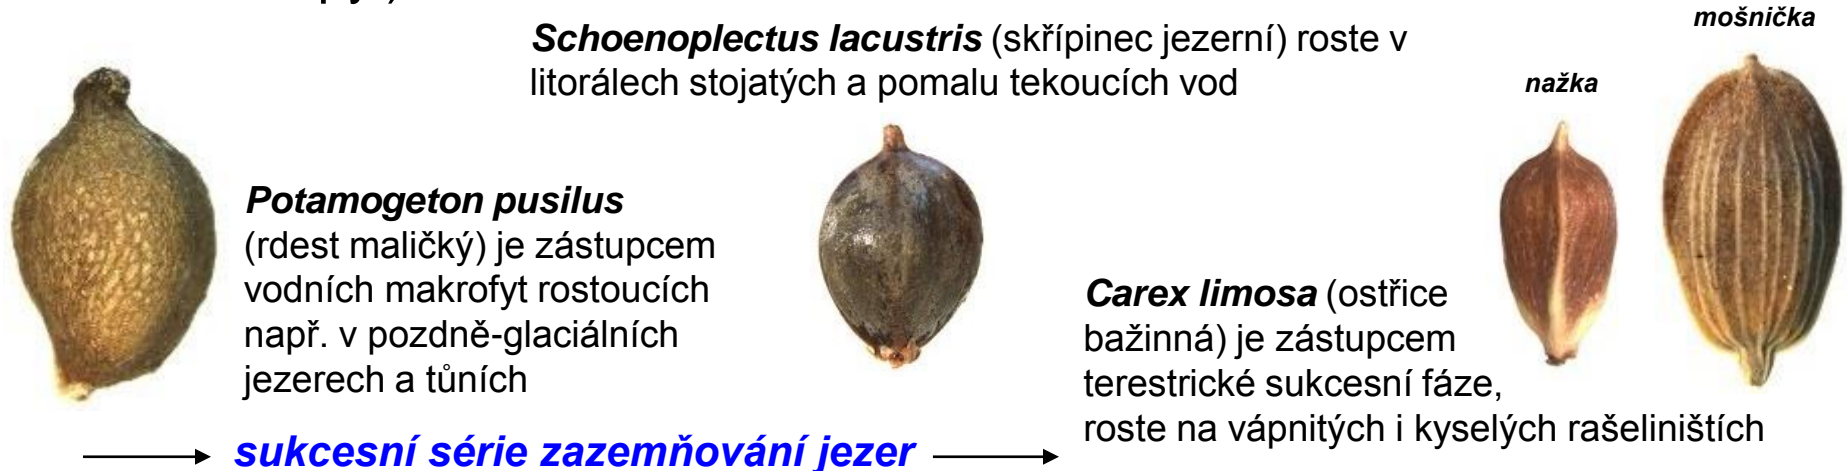 Schoenoplectus lacustris (skřípinec jezerní) roste v
litorálech stojatých a pomalu tekoucích vod
mošnička
nažka
Potamogeton pusilus
(rdest maličký) je zástupcem
vodních makrofyt rostoucích
např. v pozdně-glaciálních
jezerech a tůních
Carex limosa (ostřice
bažinná) je zástupcem
terestrické sukcesní fáze,
roste na vápnitých i kyselých rašeliništích
sukcesní série zazemňování jezer